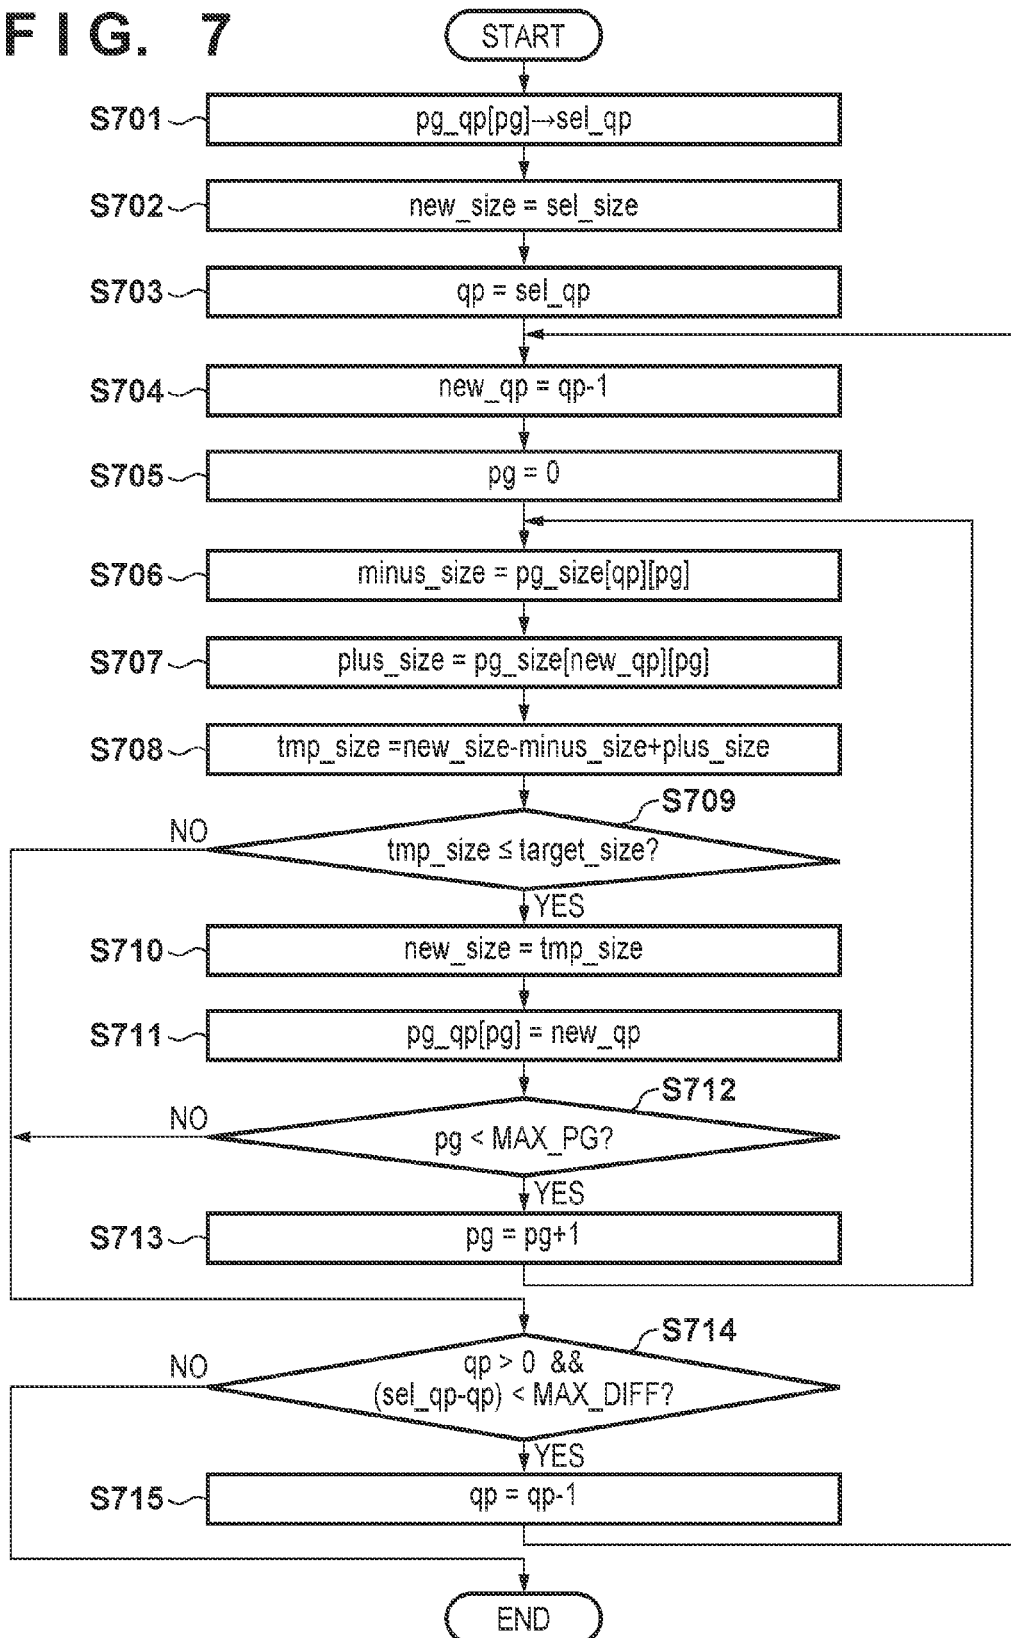 FIG. 7
START
S701
pg_qp[pg]→sel_qp
S702
new_size = sel_size
S703
qp = sel_qp
S704
new_qp = qp-1
S705
pg = 0
S706
minus_size = pg_size[qp][pg]
S707
plus_size = pg_size[new_qp][pg]
S708
tmp_size =new_size-minus_size+plus_size
S709
NO
tmp_size ≤ target_size?
YES
S710
new_size = tmp_size
S711
pg_qp[pg] = new_qp
S712
NO
pg < MAX_PG?
YES
S713
pg = pg+1
S714
NO
qp > 0 &&
(sel_qp-qp) < MAX_DIFF?
YES
S715
qp = qp-1
END